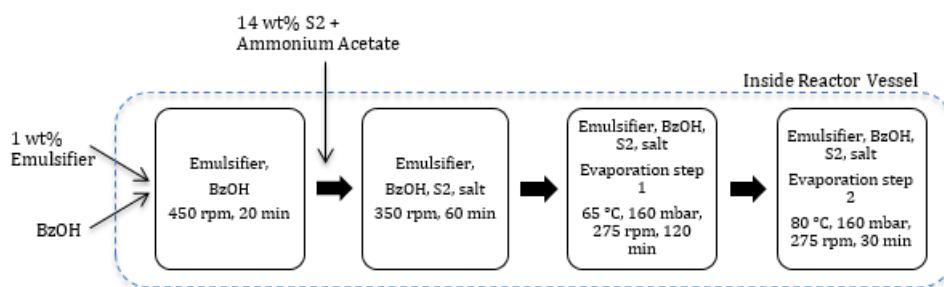 14 wt% S2 +
Ammonium Acetate
Inside Reactor Vessel
1 wt%
Emulsifier
BzOH
Emulsifier,
BzOH
450 rpm, 20 min
Emulsifier,
BzOH, S2, salt
350 rpm, 60 min
Emulsifier, BzOH,
S2, salt
Evaporation step
1
65 °C, 160 mbar,
275 rpm, 120
min
Emulsifier, BzOH,
S2, salt
Evaporation step
2
80 °C, 160 mbar,
275 rpm, 30 min